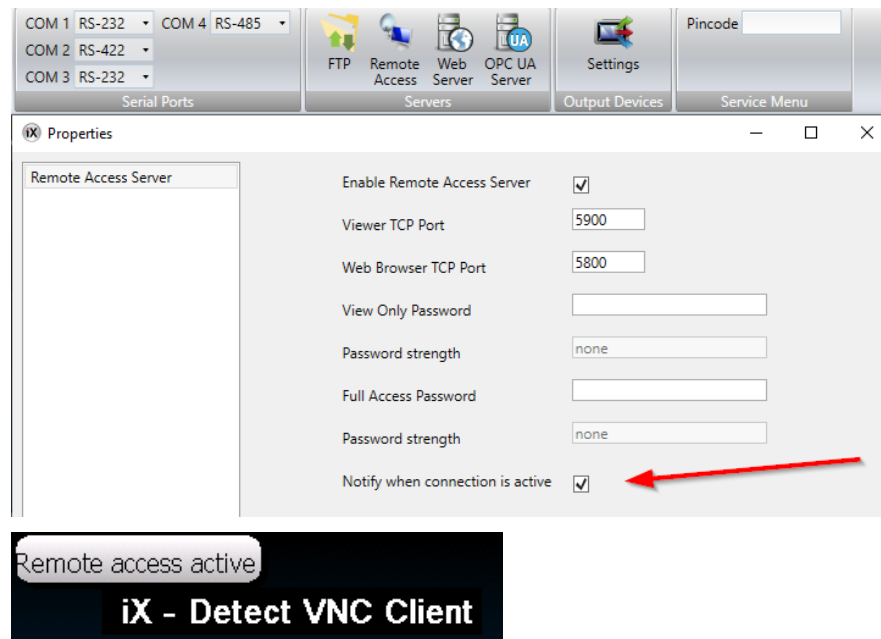 COM 1 RS-232 COM 4 RS-485
COM 2 RS-422
COM 3 RS-232
Serial Ports
FTP
Remote Access
Web Server
OPC UA Server
UA
Servers
Settings
Output Devices
Pincode
Service Menu
iX Properties
Remote Access Server
Enable Remote Access Server
Viewer TCP Port 5900
Web Browser TCP Port 5800
View Only Password
Password strength none
Full Access Password
Password strength none
Notify when connection is active
Remote access active
iX - Detect VNC Client